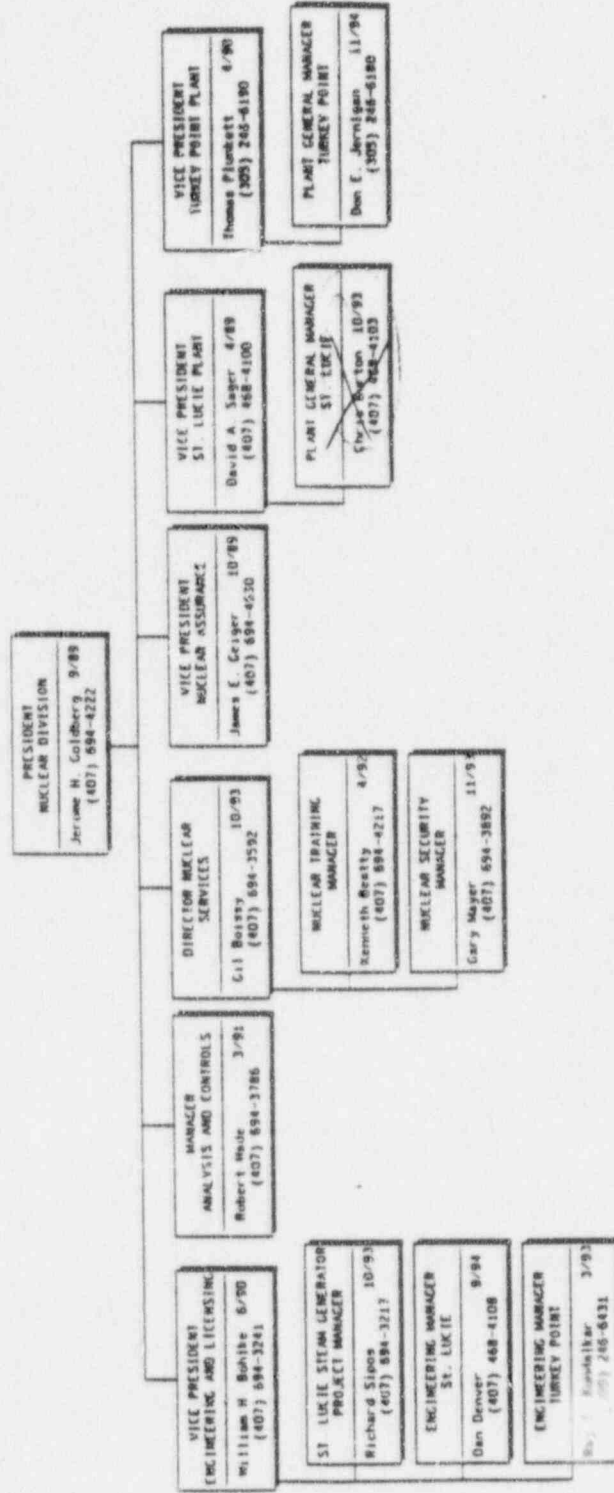 PRESIDENT
NUCLEAR DIVISION
Jerome H. Goldberg 9/89
(407) 694-4222
VICE PRESIDENT
ENGINEERING AND LICENSING
William H. Bohlke 6/90
(407) 694-3241
ST. LUCIE STEAM GENERATOR
PROJECT MANAGER
Richard Sipos 10/93
(407) 694-3217
ENGINEERING MANAGER
St. LUCIE
Dan Denver 9/94
(407) 468-4108
ENGINEERING MANAGER
TURKEY POINT
Kundalkar 3/93
246-6431
MANAGER
ANALYSIS AND CONTROLS
Robert Wade 3/91
(407) 694-3786
DIRECTOR NUCLEAR
SERVICES
Gil Boissy 10/93
(407) 694-3592
NUCLEAR TRAINING
MANAGER
Kenneth Beatty 4/92
(407) 694-4217
NUCLEAR SECURITY
MANAGER
Gary Mayer
(407) 694-3892
VICE PRESIDENT
NUCLEAR ASSURANCE
James E. Geiger 10/89
(407) 694-4530
VICE PRESIDENT
ST. LUCIE PLANT
David A. Sager 4/89
(407) 468-4100
PLANT GENERAL MANAGER
ST. LUCIE
Chris Burton 10/93
(407) 468-4103
VICE PRESIDENT
TURKEY POINT PLANT
Thomas Plunkett 4/90
(305) 246-6190
PLANT GENERAL MANAGER
TURKEY POINT
Don E. Jernigan 11/94
(305) 246-6180